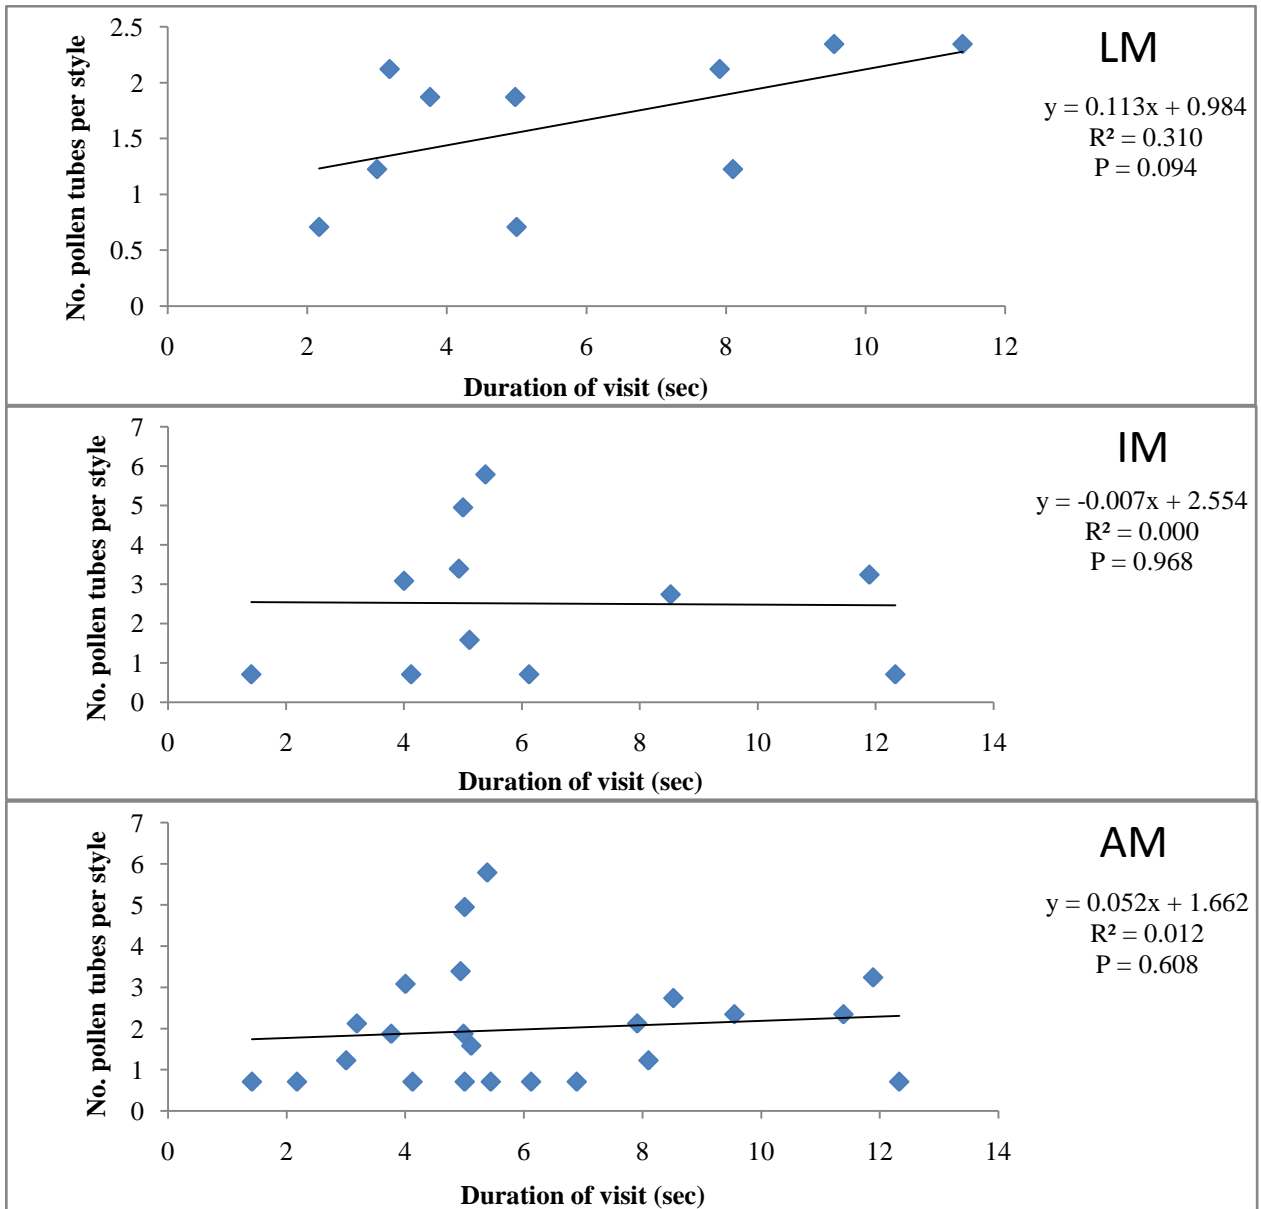 LM
y = 0.113x + 0.984
R² = 0.310
P = 0.094
No. pollen tubes per style
2.5
2
1.5
1
0.5
0
0 2 4 6 8 10 12
Duration of visit (sec)
IM
y = -0.007x + 2.554
R² = 0.000
P = 0.968
No. pollen tubes per style
7
6
5
4
3
2
1
0
0 2 4 6 8 10 12 14
Duration of visit (sec)
AM
y = 0.052x + 1.662
R² = 0.012
P = 0.608
No. pollen tubes per style
7
6
5
4
3
2
1
0
0 2 4 6 8 10 12 14
Duration of visit (sec)